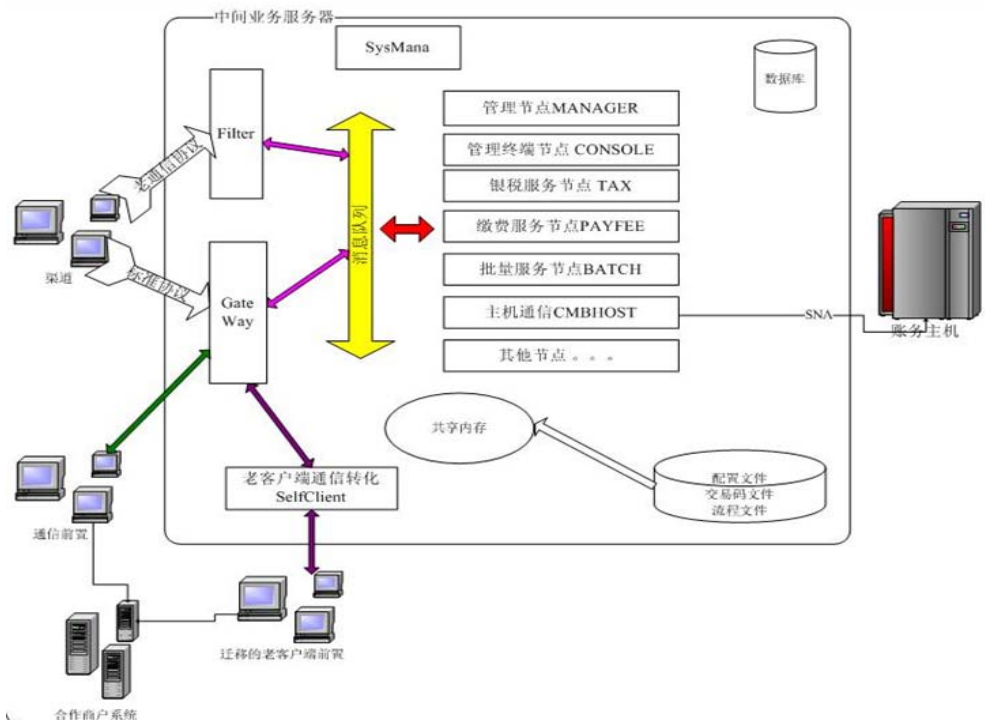 中间业务服务器
SysMana
数据库
Filter
管理节点MANAGER
管理终端节点 CONSOLE
银税服务节点 TAX
老通信协议
消息队列
缴费服务节点PAYFEE
渠道
标准协议
批量服务节点BATCH
Gate
Way
主机通信CMBHOST
SNA
账务主机
其他节点 。。。
共享内存
老客户端通信转化
SelfClient
配置文件
交易码文件
流程文件
通信前置
迁移的老客户端前置
合作商户系统